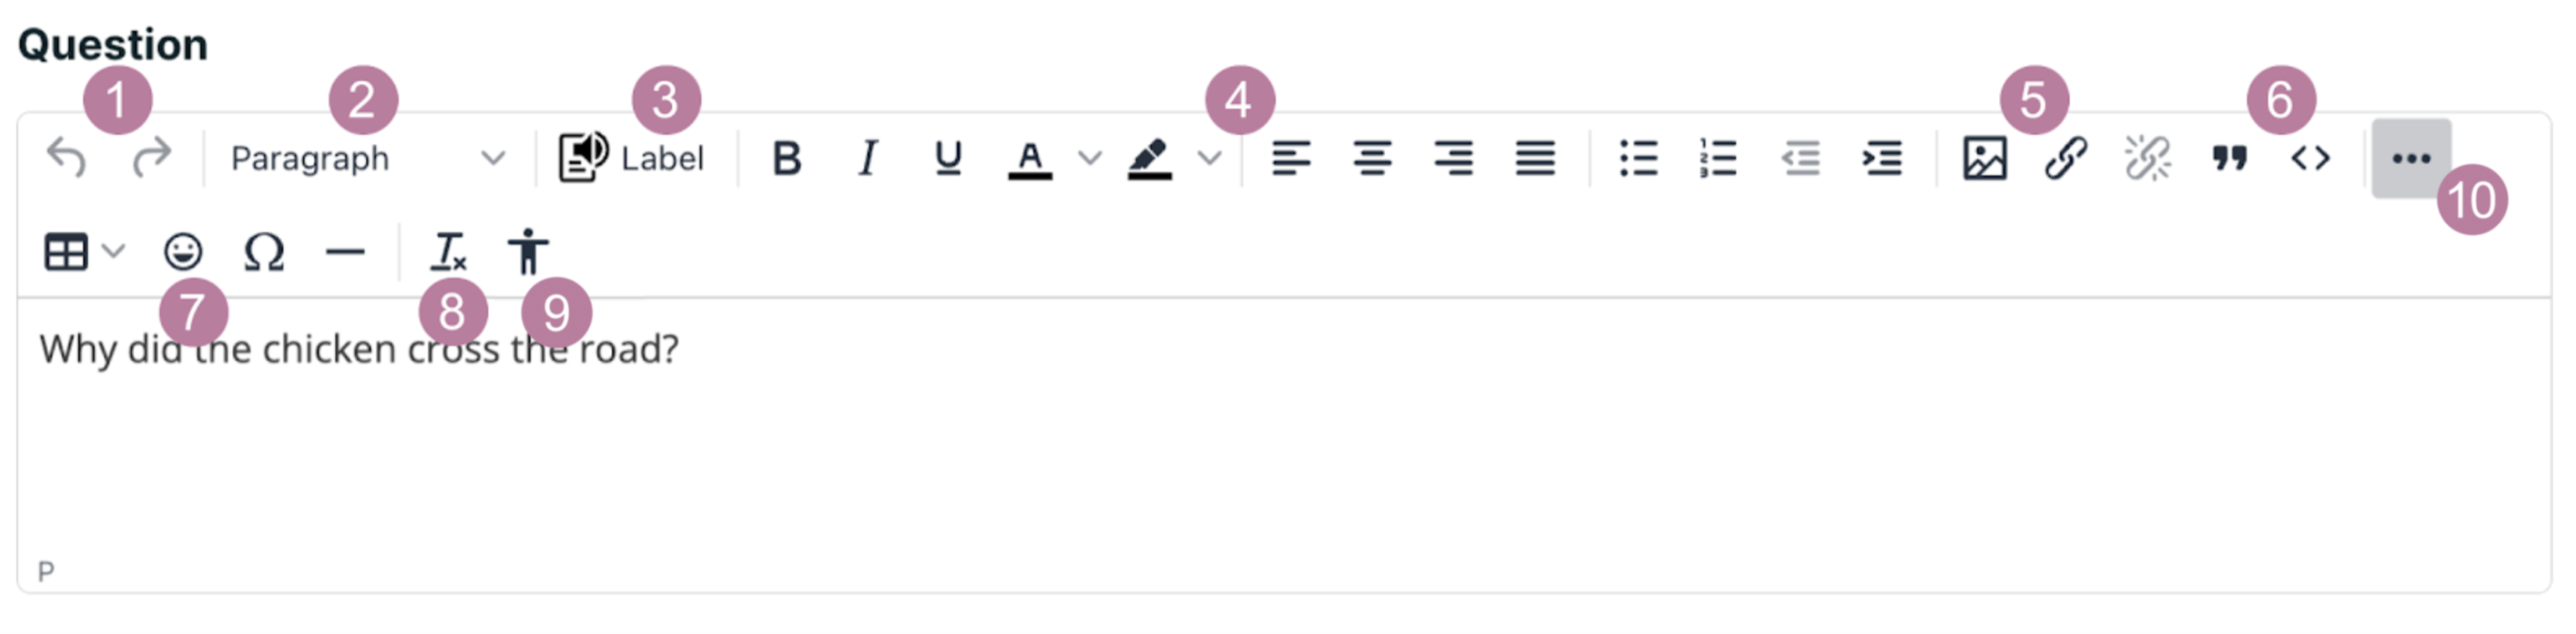 Question
1 2 3 4 5 6
Paragraph Label B I U A
10
Ω
7 8 9
Why did the chicken cross the road?
P